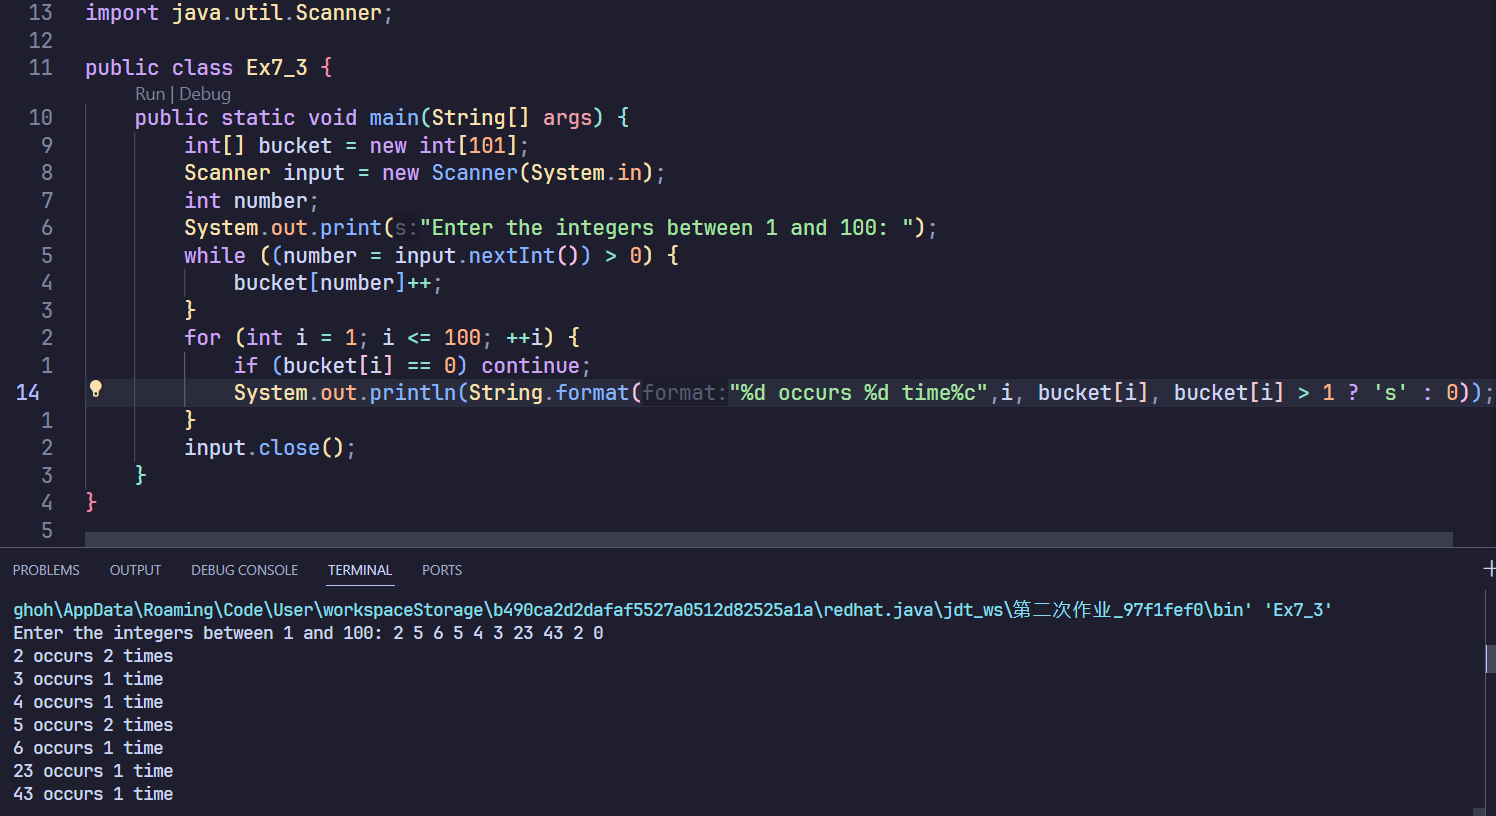 13 import java.util.Scanner;
12
11 public class Ex7_3 {
Run | Debug
10 public static void main(String[] args) {
9 int[] bucket = new int[101];
8 Scanner input = new Scanner(System.in);
7 int number;
6 System.out.print(s:"Enter the integers between 1 and 100: ");
5 while ((number = input.nextInt()) > 0) {
4 bucket[number]++;
3 }
2 for (int i = 1; i <= 100; ++i) {
1 if (bucket[i] == 0) continue;
14 System.out.println(String.format(format:"%d occurs %d time%c",i, bucket[i], bucket[i] > 1 ? 's' : 0));
1 }
2 input.close();
3 }
4 }
5
PROBLEMS OUTPUT DEBUG CONSOLE TERMINAL PORTS
ghoh\AppData\Roaming\Code\User\workspaceStorage\b490ca2d2dafaf5527a0512d82525a1a\redhat.java\jdt_ws\第二次作业_97f1fef0\bin' 'Ex7_3'
Enter the integers between 1 and 100: 2 5 6 5 4 3 23 43 2 0
2 occurs 2 times
3 occurs 1 time
4 occurs 1 time
5 occurs 2 times
6 occurs 1 time
23 occurs 1 time
43 occurs 1 time